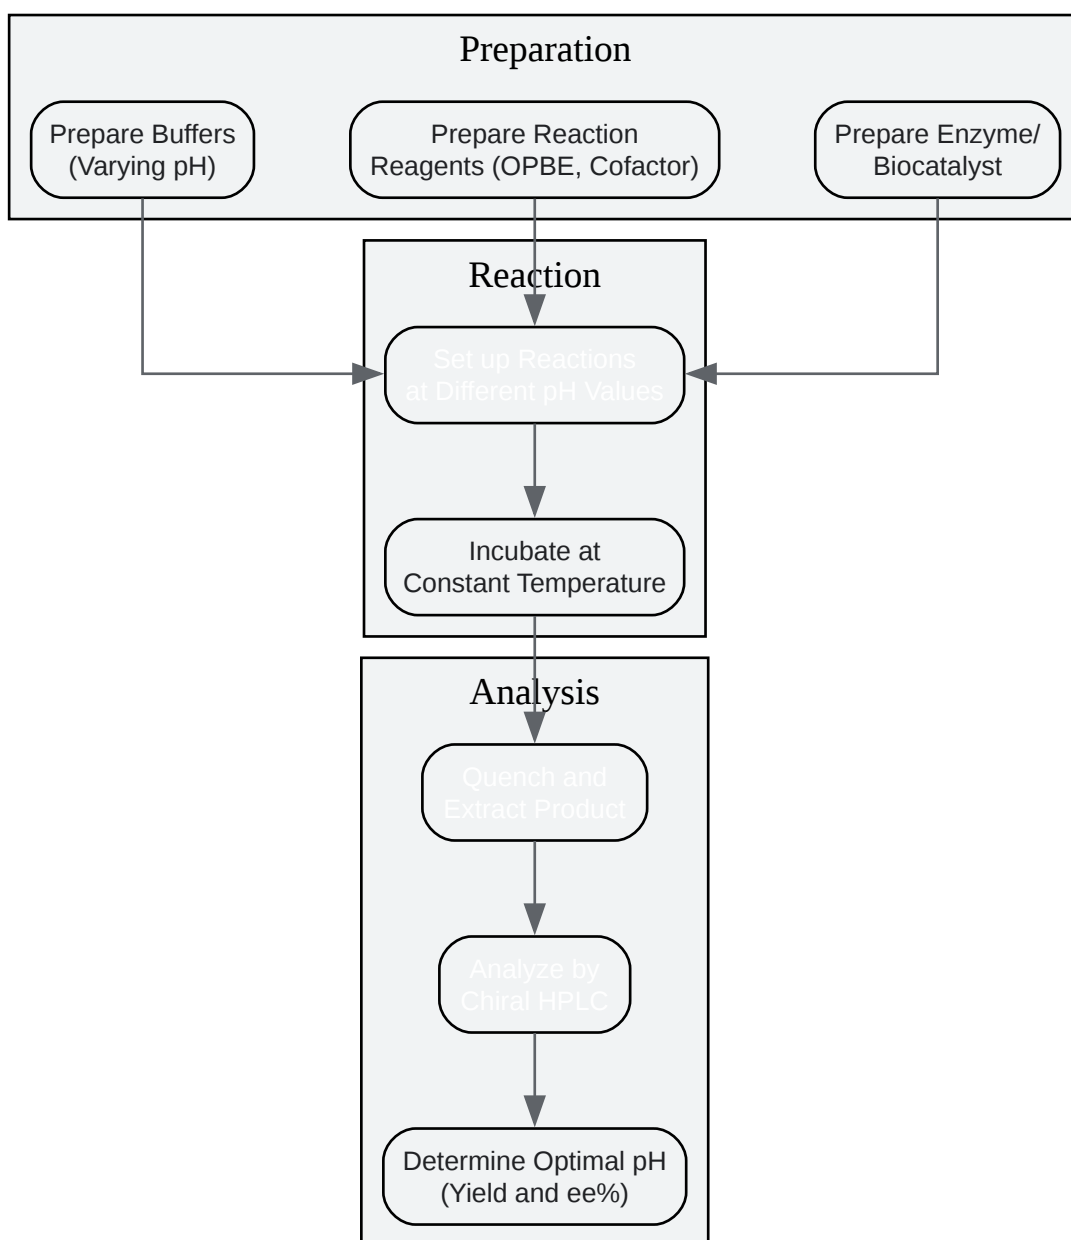 Preparation
Prepare Buffers
(Varying pH)
Prepare Reaction
Reagents (OPBE, Cofactor)
Prepare Enzyme/
Biocatalyst
Reaction
Set up Reactions
at Different pH Values
Incubate at
Constant Temperature
Analysis
Quench and
Extract Product
Analyze by
Chiral HPLC
Determine Optimal pH
(Yield and ee%)